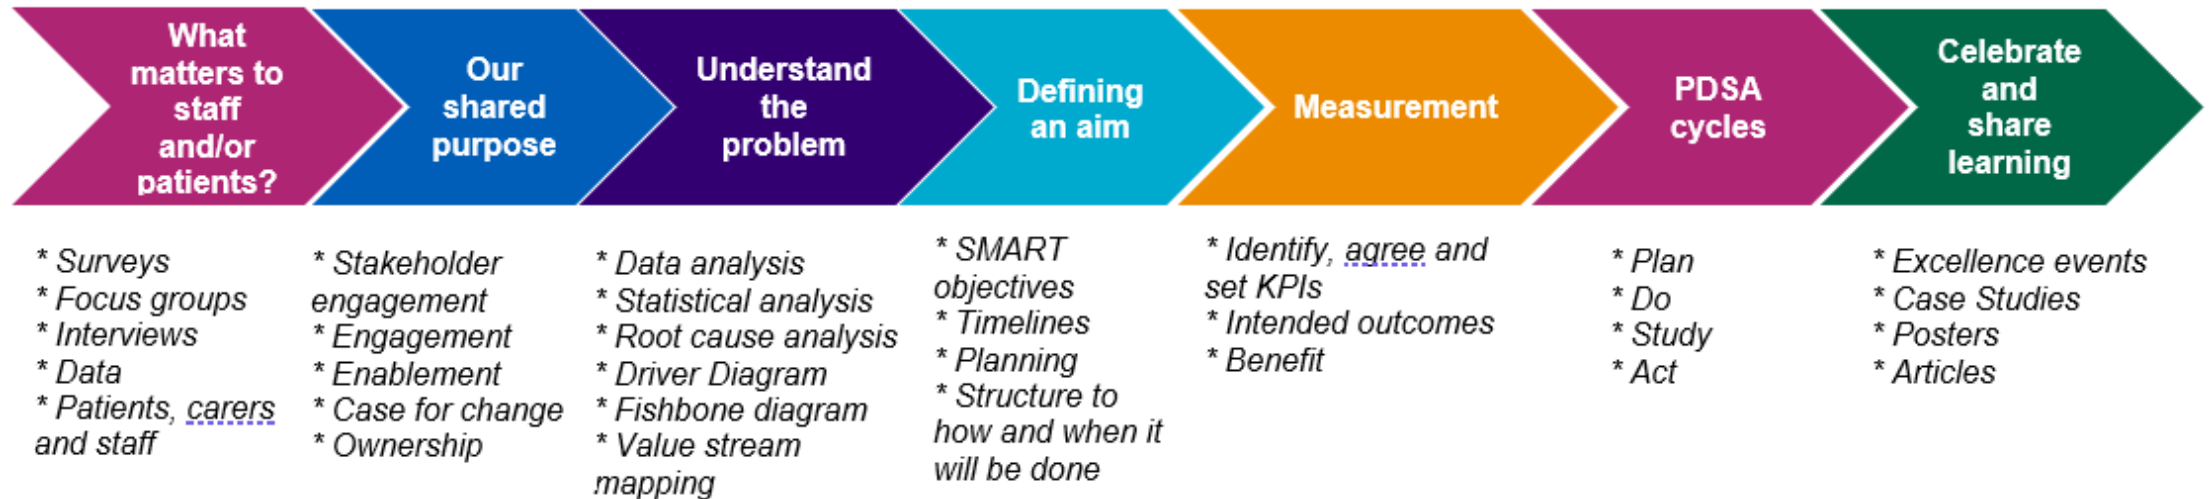 What
matters to
staff
and/or
patients?
Our
shared
purpose
Understand
the
problem
Defining
an aim
Measurement
PDSA
cycles
Celebrate
and
share
learning
* Surveys
* Focus groups
* Interviews
* Data
* Patients, carers
and staff
* Stakeholder
engagement
* Engagement
* Enablement
* Case for change
* Ownership
* Data analysis
* Statistical analysis
* Root cause analysis
* Driver Diagram
* Fishbone diagram
* Value stream
mapping
* SMART
objectives
* Timelines
* Planning
* Structure to
how and when it
will be done
* Identify, agree and
set KPIs
* Intended outcomes
* Benefit
* Plan
* Do
* Study
* Act
* Excellence events
* Case Studies
* Posters
* Articles